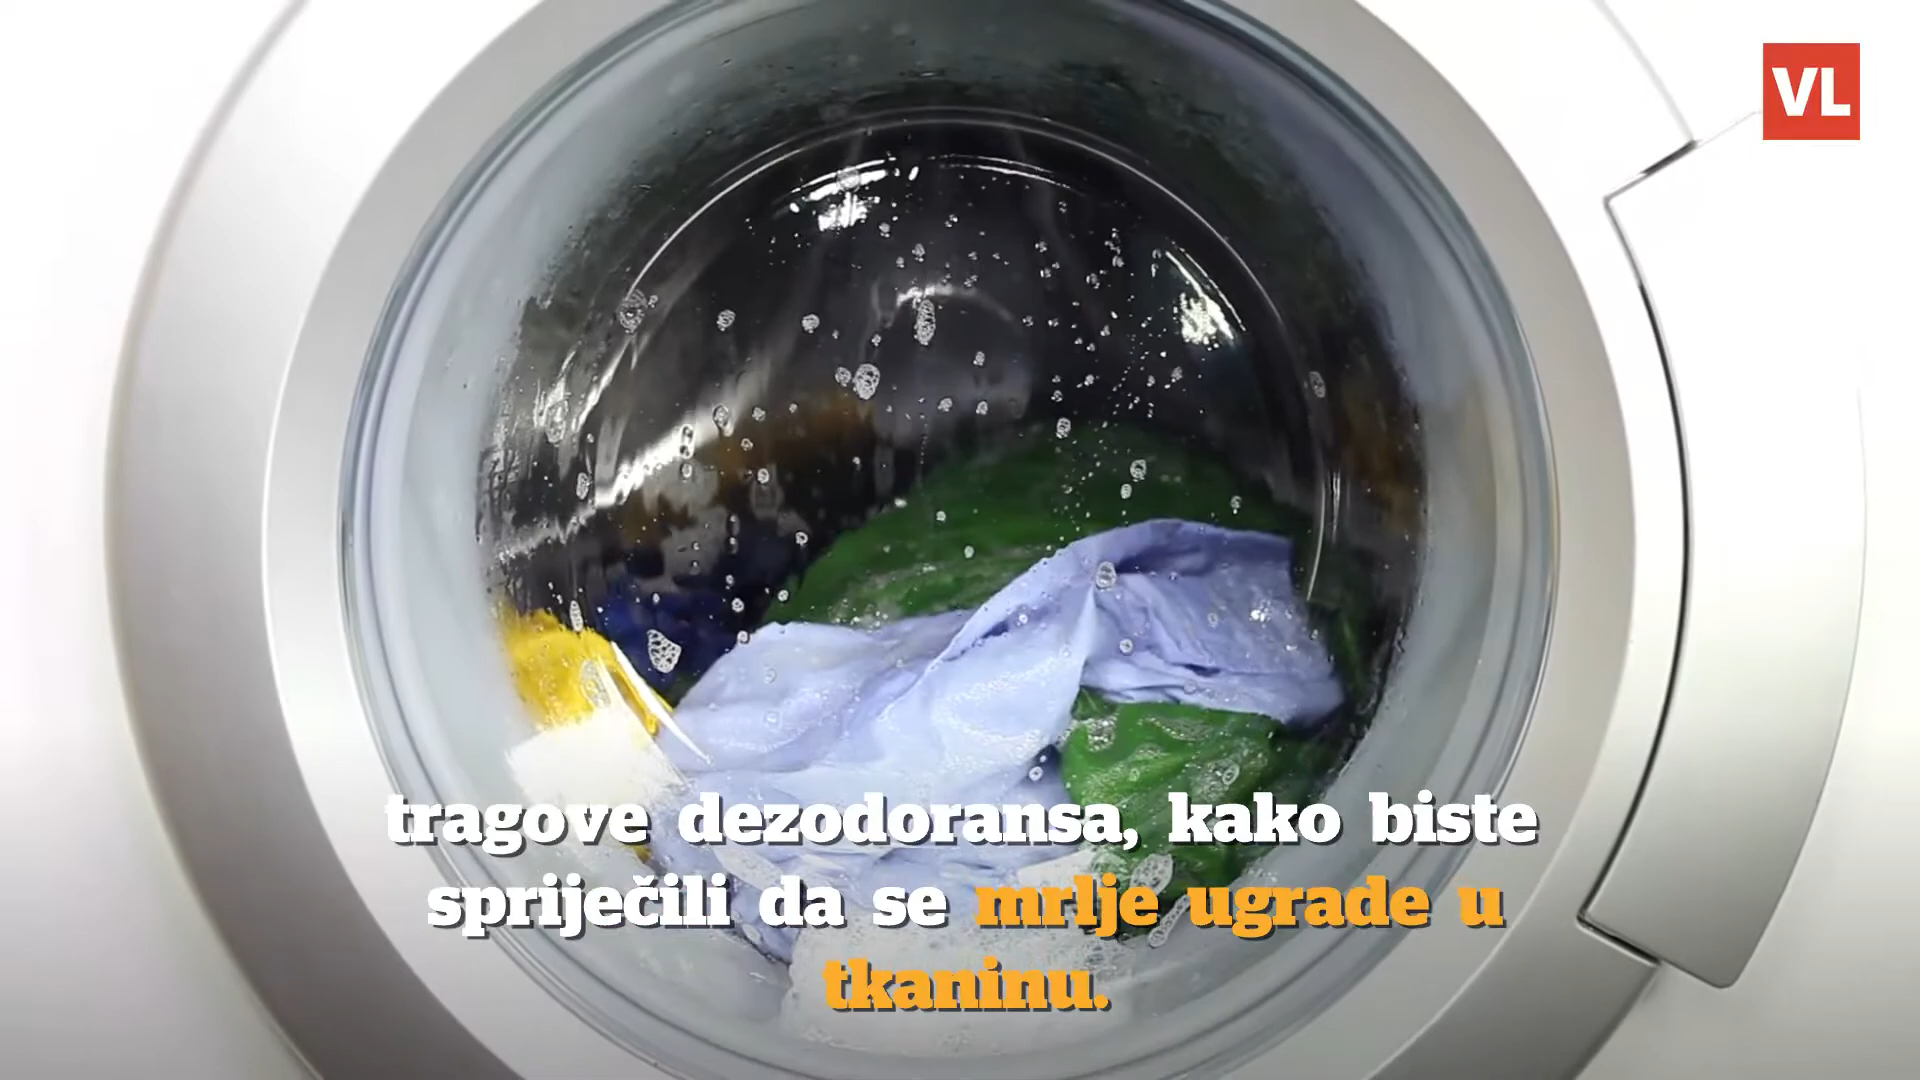 VL
tragove dezodoransa, kako biste
spriječili da se mrlje ugrade u
tkaninu.